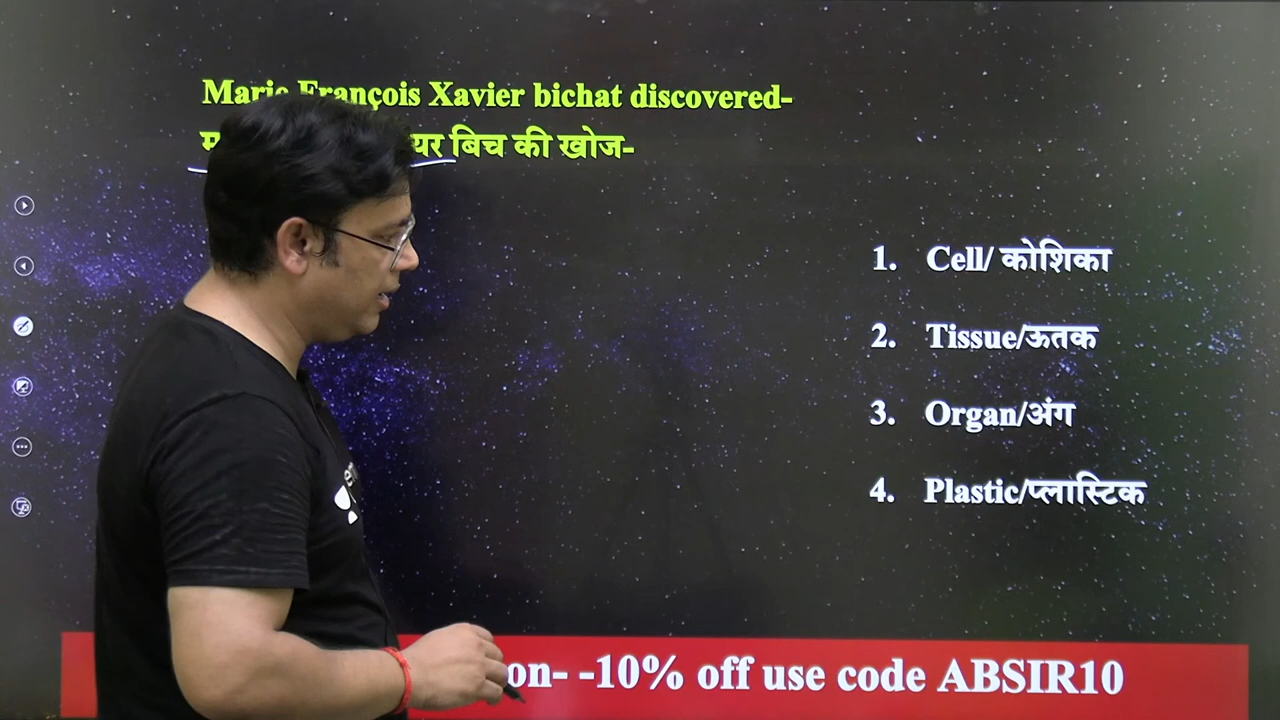 Marie François Xavier bichat discovered-
यर बिच की खोज-
1. Cell/ कोशिका
2. Tissue/ऊतक
3. Organ/अंग
4. Plastic/प्लास्टिक
on- -10% off use code ABSIR10